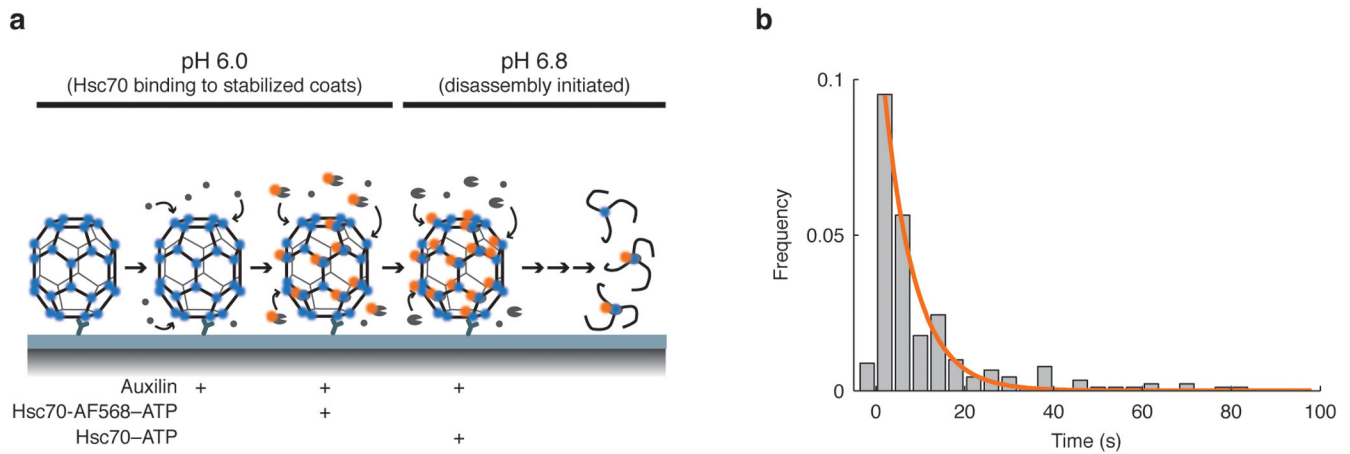 a
pH 6.0
(Hsc70 binding to stabilized coats)
pH 6.8
(disassembly initiated)
Auxilin + + +
Hsc70-AF568–ATP +
Hsc70–ATP +
b
0.1
0.05
0
Frequency
0 20 40 60 80 100
Time (s)